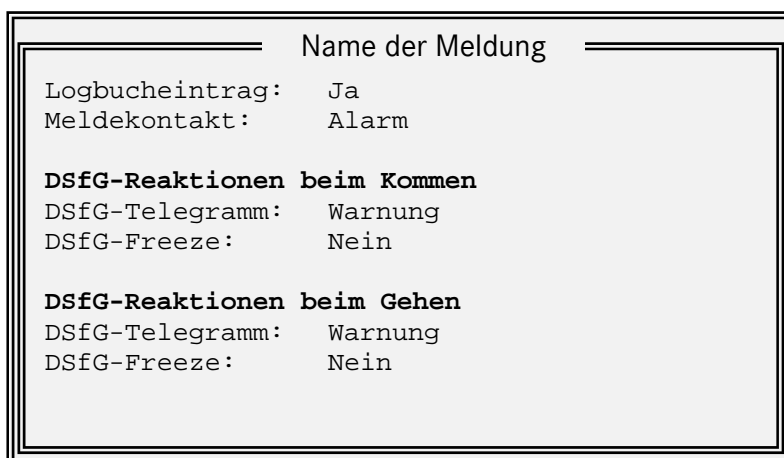 Name der Meldung
Logbucheintrag: Ja
Meldekontakt: Alarm
DSfG-Reaktionen beim Kommen
DSfG-Telegramm: Warnung
DSfG-Freeze: Nein
DSfG-Reaktionen beim Gehen
DSfG-Telegramm: Warnung
DSfG-Freeze: Nein